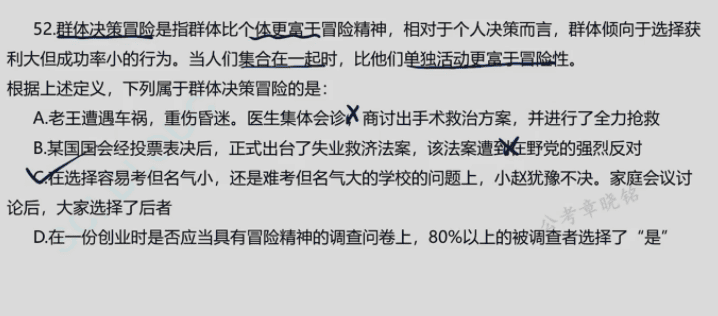 52.群体决策冒险是指群体比个体更富于冒险精神，相对于个人决策而言，群体倾向于选择获
利大但成功率小的行为。当人们集合在一起时，比他们单独活动更富于冒险性。
根据上述定义，下列属于群体决策冒险的是：
A.老王遭遇车祸，重伤昏迷。医生集体会诊，商讨出手术救治方案，并进行了全力抢救
B.某国国会经投票表决后，正式出台了失业救济法案，该法案遭到在野党的强烈反对
C.在选择容易考但名气小，还是难考但名气大的学校的问题上，小赵犹豫不决。家庭会议讨
论后，大家选择了后者
公考章晓铭
D.在一份创业时是否应当具有冒险精神的调查问卷上，80%以上的被调查者选择了“是”